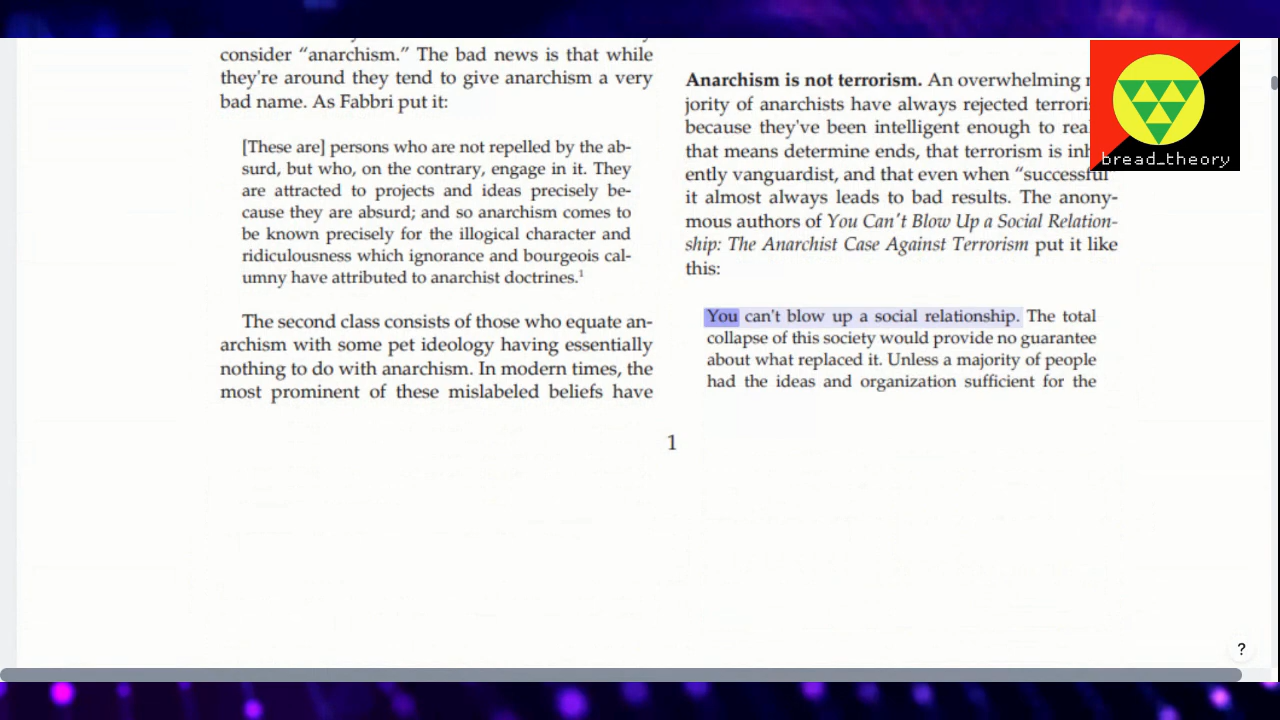 consider “anarchism.” The bad news is that while
they're around they tend to give anarchism a very
bad name. As Fabbri put it:
[These are] persons who are not repelled by the ab-
surd, but who, on the contrary, engage in it. They
are attracted to projects and ideas precisely be-
cause they are absurd; and so anarchism comes to
be known precisely for the illogical character and
ridiculousness which ignorance and bourgeois cal-
umny have attributed to anarchist doctrines.1
The second class consists of those who equate an-
archism with some pet ideology having essentially
nothing to do with anarchism. In modern times, the
most prominent of these mislabeled beliefs have
Anarchism is not terrorism. An overwhelming
jority of anarchists have always rejected
because they've been intelligent enough to
that means determine ends, that terrorism is
ently vanguardist, and that even when “successful”
it almost always leads to bad results. The anony-
mous authors of You Can't Blow Up a Social Relation-
ship: The Anarchist Case Against Terrorism put it like
this:
You can't blow up a social relationship. The total
collapse of this society would provide no guarantee
about what replaced it. Unless a majority of people
had the ideas and organization sufficient for the
1
bread_theory
?